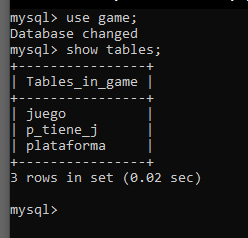 mysql> use game;
Database changed
mysql> show tables;
+----------------+
| Tables_in_game |
+----------------+
| juego          |
| p_tiene_j      |
| plataforma     |
+----------------+
3 rows in set (0.02 sec)
mysql>